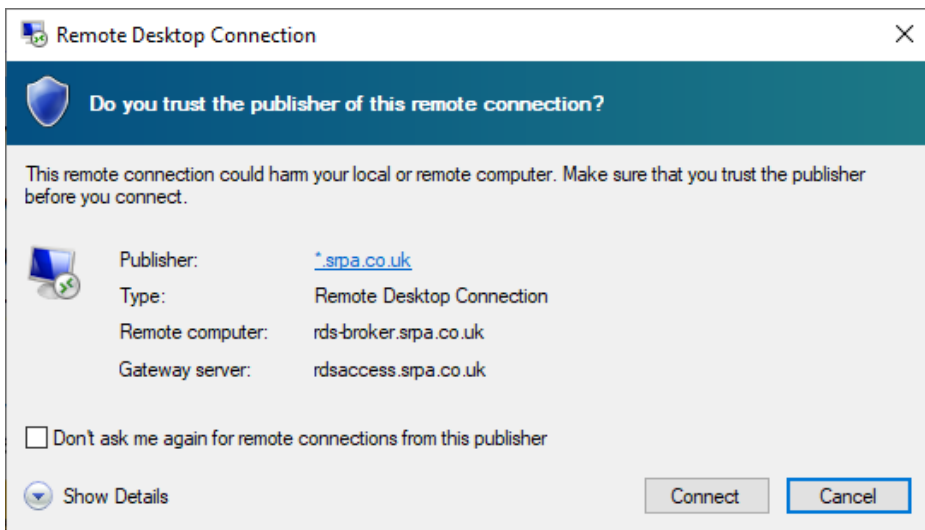 Remote Desktop Connection
Do you trust the publisher of this remote connection?
This remote connection could harm your local or remote computer. Make sure that you trust the publisher
before you connect.
Publisher: *.srpa.co.uk
Type: Remote Desktop Connection
Remote computer: rds-broker.srpa.co.uk
Gateway server: rdsaccess.srpa.co.uk
Don't ask me again for remote connections from this publisher
Show Details Connect Cancel